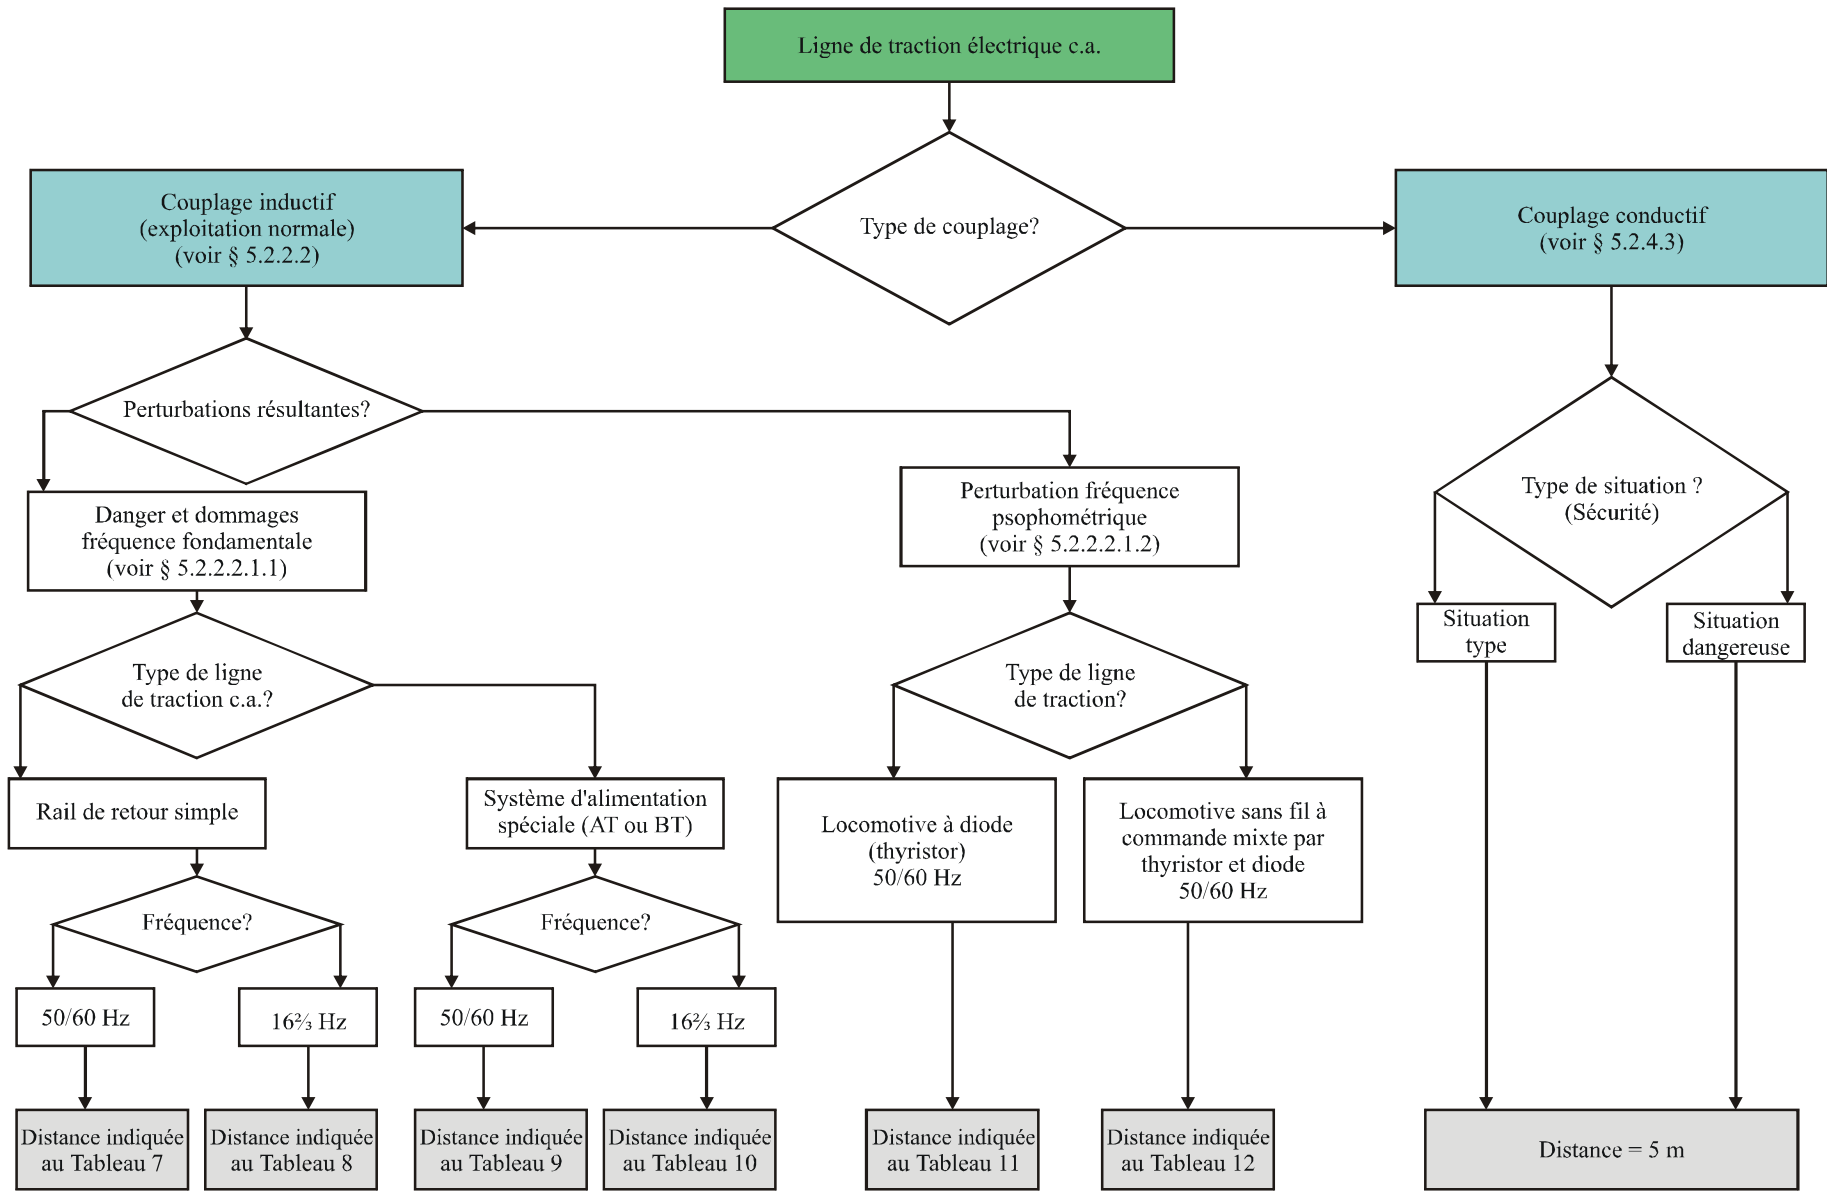 Ligne de traction électrique c.a.
Type de couplage?
Couplage inductif
(exploitation normale)
(voir § 5.2.2.2)
Couplage conductif
(voir § 5.2.4.3)
Perturbations résultantes?
Danger et dommages
fréquence fondamentale
(voir § 5.2.2.2.1.1)
Perturbation fréquence
psophométrique
(voir § 5.2.2.2.1.2)
Type de situation ?
(Sécurité)
Situation
type
Situation
dangereuse
Type de ligne
de traction c.a.?
Type de ligne
de traction?
Rail de retour simple
Système d'alimentation
spéciale (AT ou BT)
Locomotive à diode
(thyristor)
50/60 Hz
Locomotive sans fil à
commande mixte par
thyristor et diode
50/60 Hz
Fréquence?
Fréquence?
50/60 Hz
16⅔ Hz
50/60 Hz
16⅔ Hz
Distance indiquée
au Tableau 7
Distance indiquée
au Tableau 8
Distance indiquée
au Tableau 9
Distance indiquée
au Tableau 10
Distance indiquée
au Tableau 11
Distance indiquée
au Tableau 12
Distance = 5 m